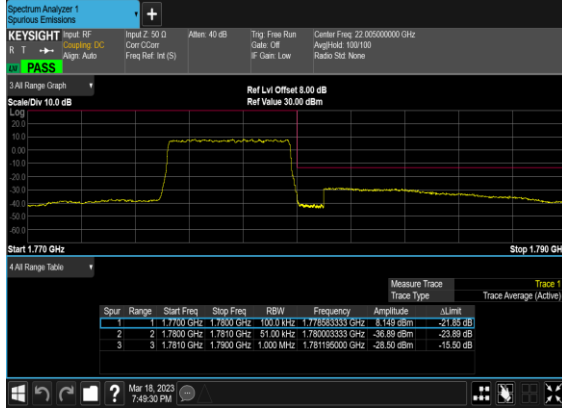 Spectrum Analyzer 1
Spurious Emissions
+
KEYSIGHT Input: RF Input Z: 50 Ω Atten: 40 dB Trig: Free Run Center Freq: 22.005000000 GHz
R T Coupling: DC Corr CCorr Gate: Off Avg|Hold: 100/100
Align: Auto Freq Ref: Int (S) IF Gain: Low Radio Std: None
PASS
3 All Range Graph
Ref Lvl Offset 8.00 dB
Scale/Div 10.0 dB Ref Value 30.00 dBm
Log
20.0
10.0
0.00
-10.0
-20.0
-30.0
-40.0
-50.0
-60.0
Start 1.770 GHz Stop 1.790 GH
4 All Range Table
Measure Trace Trace 1
Trace Type Trace Average (Active)
Spur Range Start Freq Stop Freq RBW Frequency Amplitude ΔLimit
1 1 1.7700 GHz 1.7800 GHz 100.0 kHz 1.778583333 GHz 8.149 dBm -21.85 dB
2 2 1.7800 GHz 1.7810 GHz 51.00 kHz 1.780003333 GHz -36.89 dBm -23.89 dB
3 3 1.7810 GHz 1.7900 GHz 1.000 MHz 1.781195000 GHz -28.50 dBm -15.50 dB
? Mar 18, 2023
7:49:30 PM